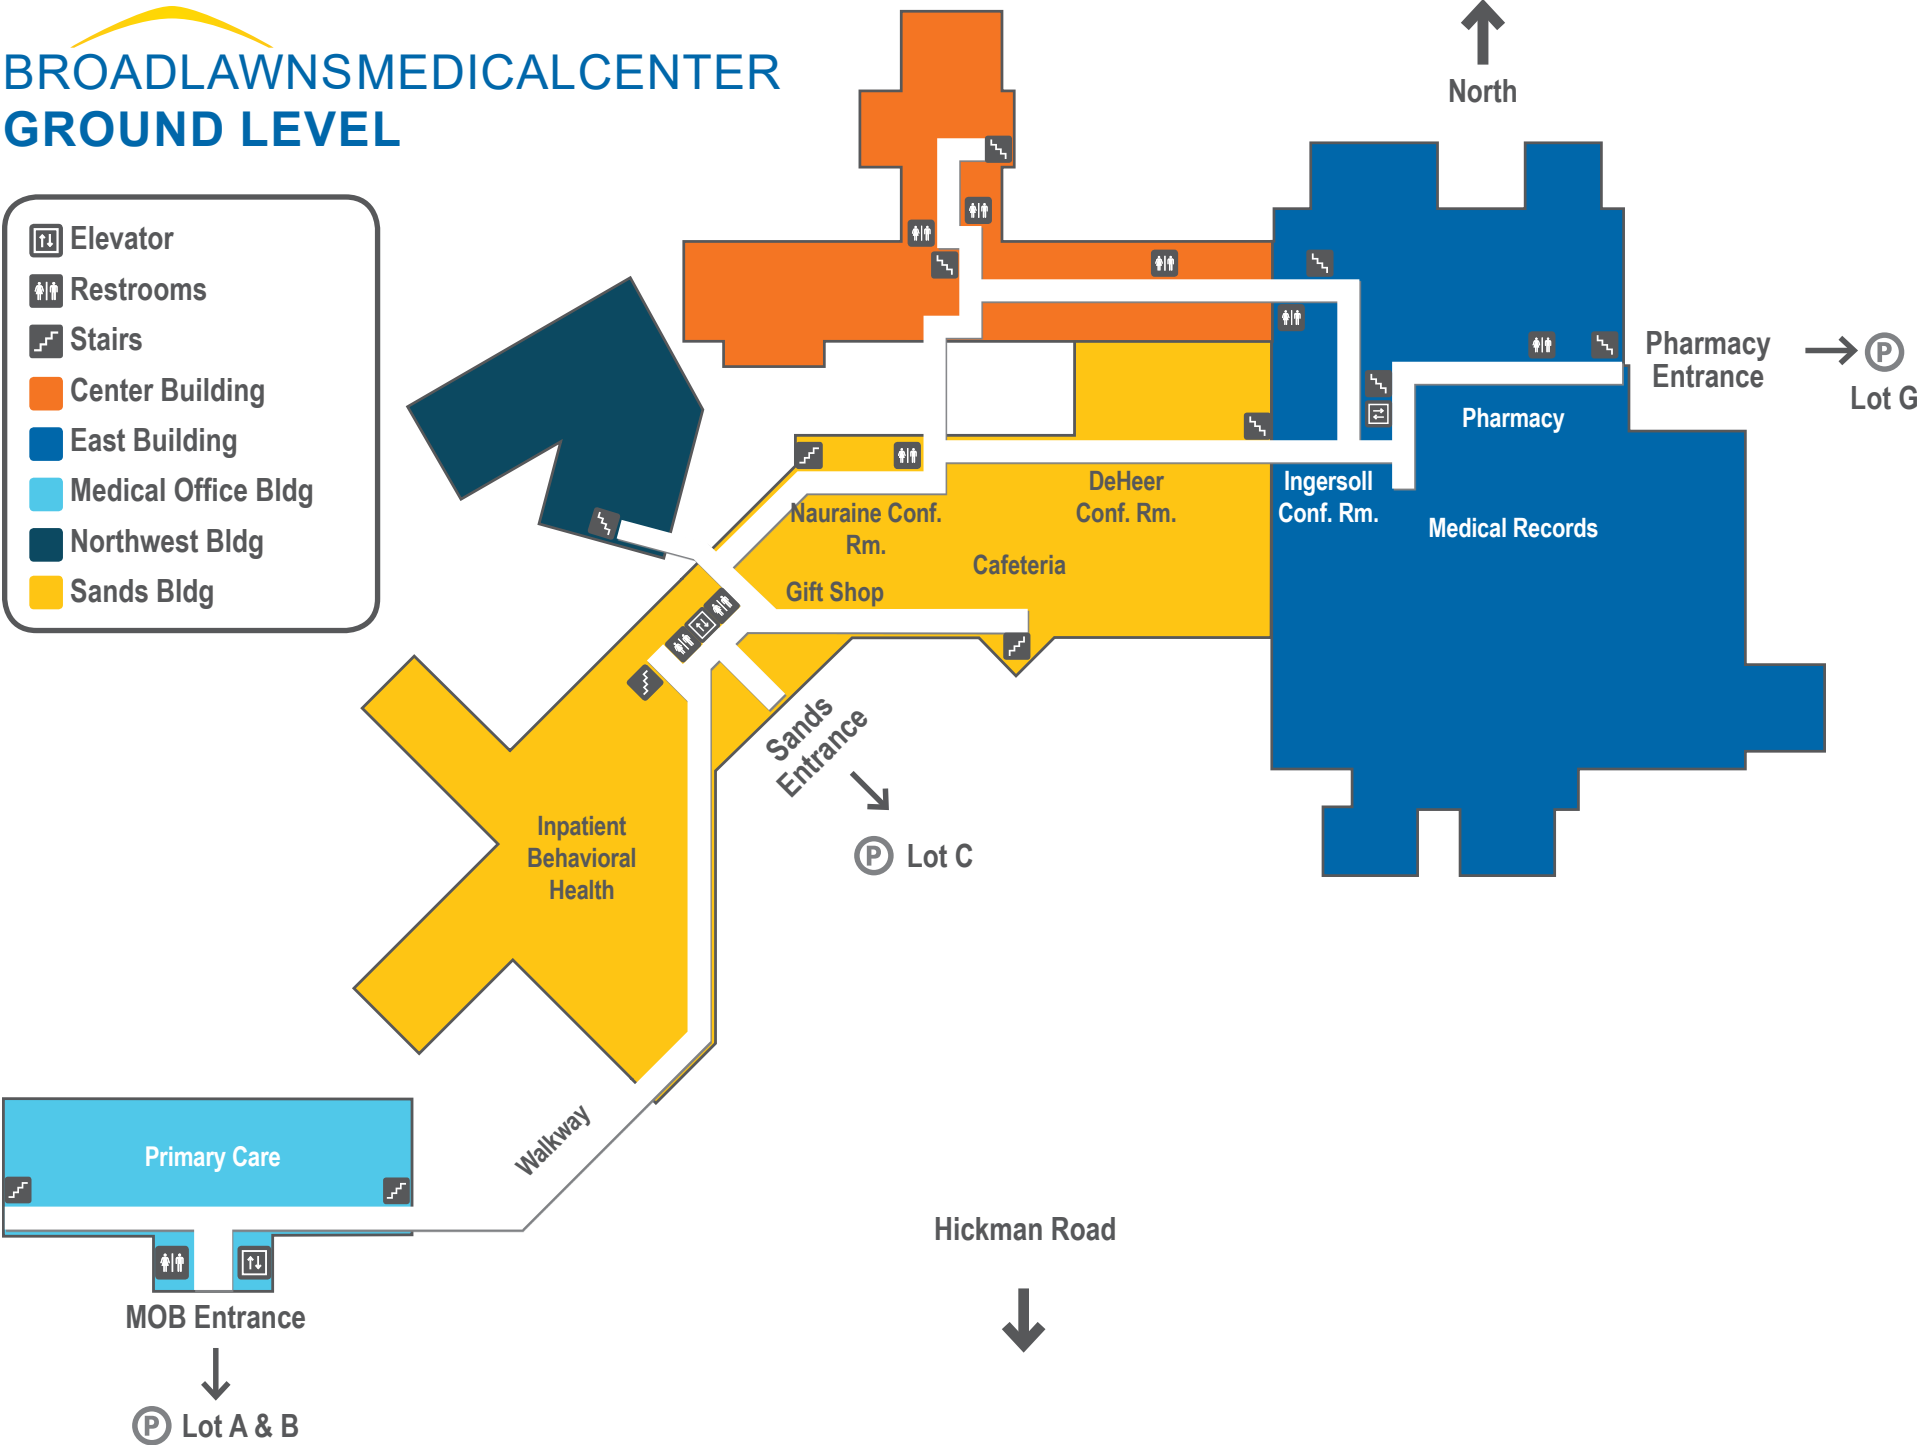 BROADLAWNSMEDICALCENTER
GROUND LEVEL
North
Elevator
Restrooms
Stairs
Center Building
East Building
Medical Office Bldg
Northwest Bldg
Sands Bldg
Pharmacy
Entrance
P
Lot G
Pharmacy
DeHeer
Conf. Rm.
Ingersoll
Conf. Rm.
Medical Records
Nauraine Conf.
Rm.
Cafeteria
Gift Shop
Sands
Entrance
P Lot C
Inpatient
Behavioral
Health
Walkway
Primary Care
MOB Entrance
P Lot A & B
Hickman Road